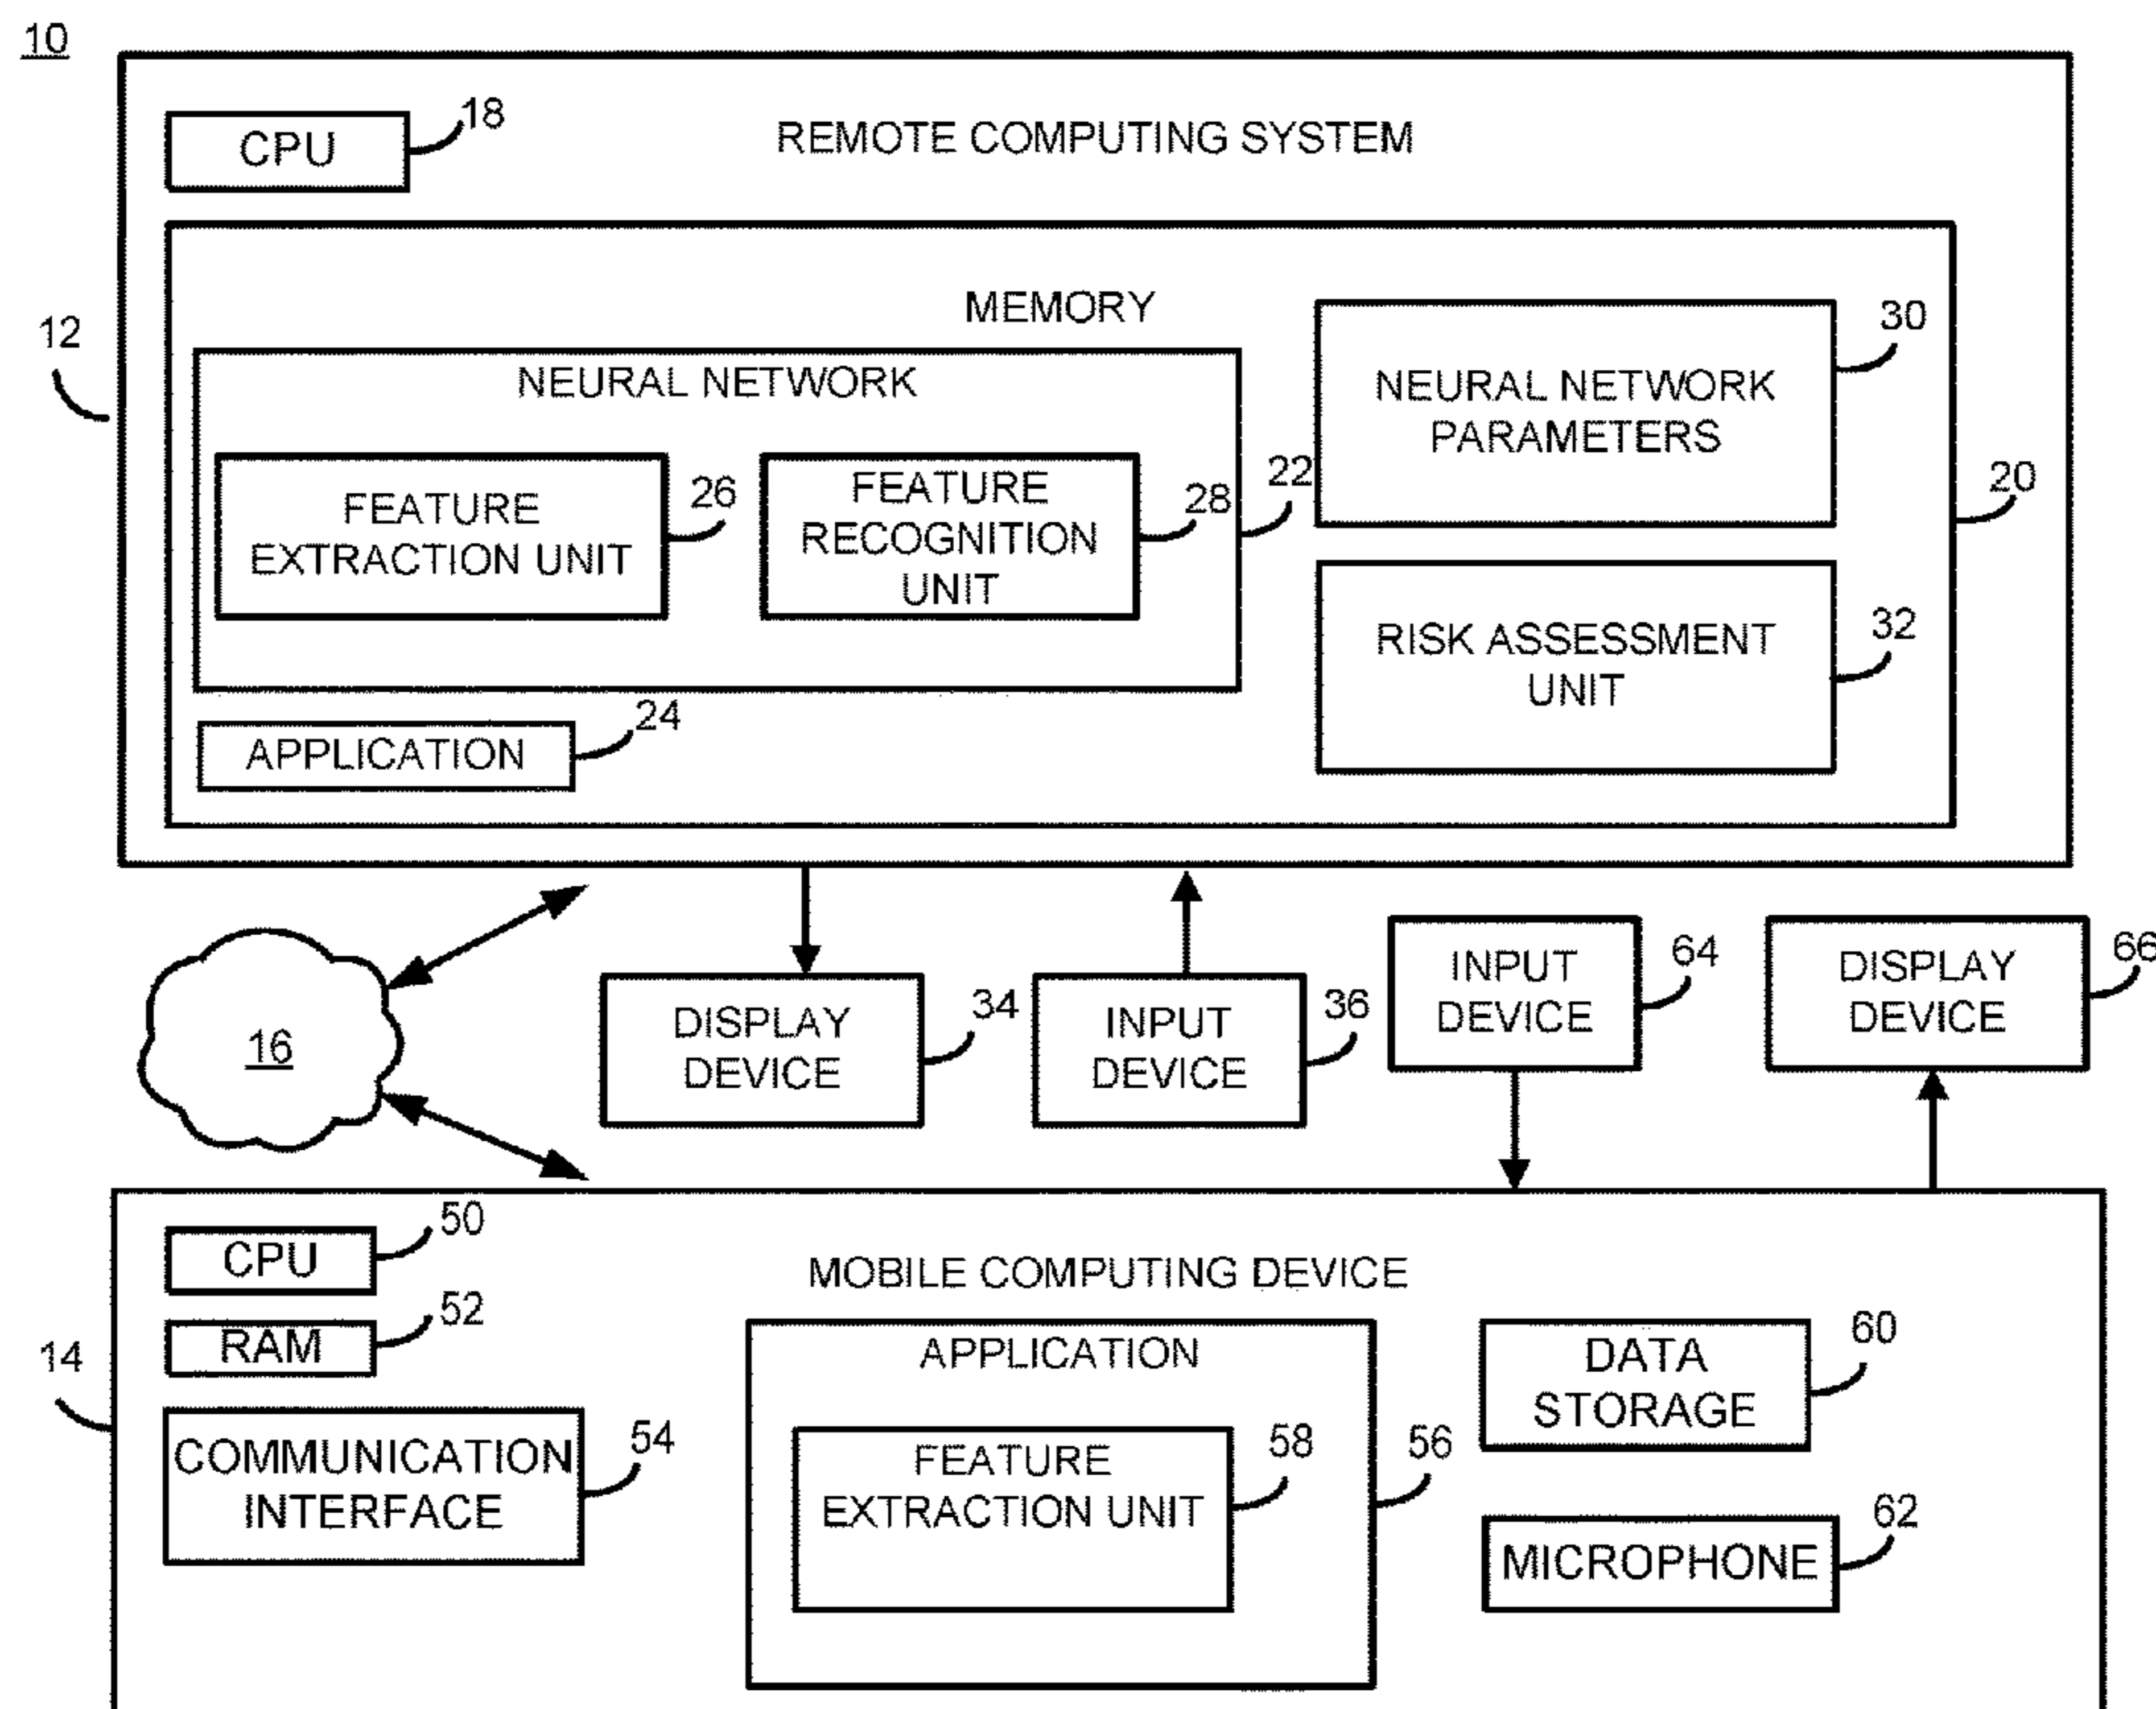 10
18
CPU
REMOTE COMPUTING SYSTEM
MEMORY
12
30
NEURAL NETWORK
NEURAL NETWORK
PARAMETERS
FEATURE
EXTRACTION UNIT
26
FEATURE
RECOGNITION
UNIT
28
22
20
RISK ASSESSMENT
UNIT
32
APPLICATION
24
16
DISPLAY
DEVICE
34
INPUT
DEVICE
36
INPUT
DEVICE
64
DISPLAY
DEVICE
66
CPU
50
MOBILE COMPUTING DEVICE
RAM
52
14
COMMUNICATION
INTERFACE
54
APPLICATION
FEATURE
EXTRACTION UNIT
58
56
DATA
STORAGE
60
MICROPHONE
62